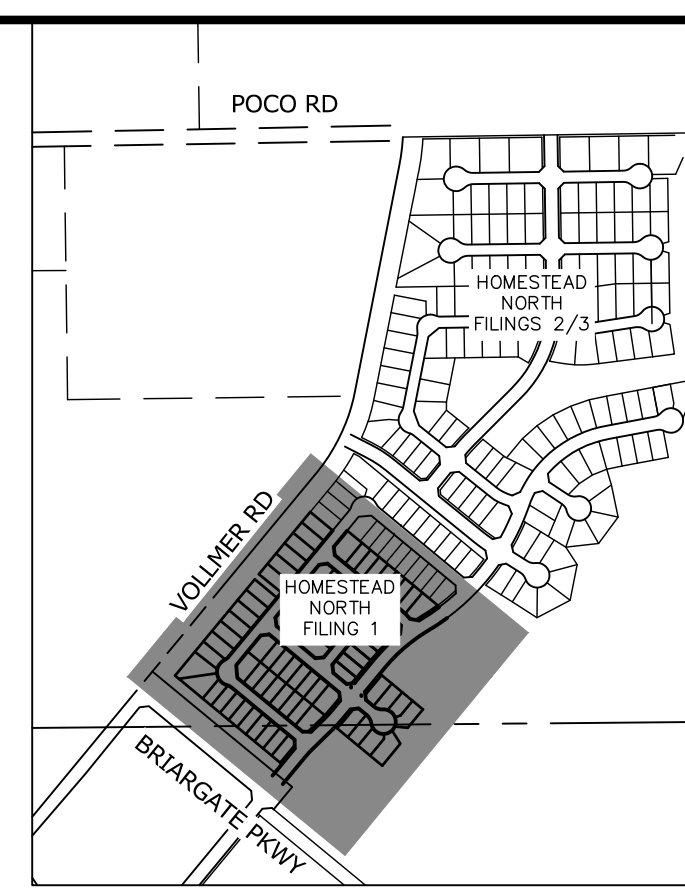 POCO RD
HOMESTEAD
NORTH
FILINGS 2/3
VOLLMER RD
HOMESTEAD
NORTH
FILING 1
BRIARGATE PKWY